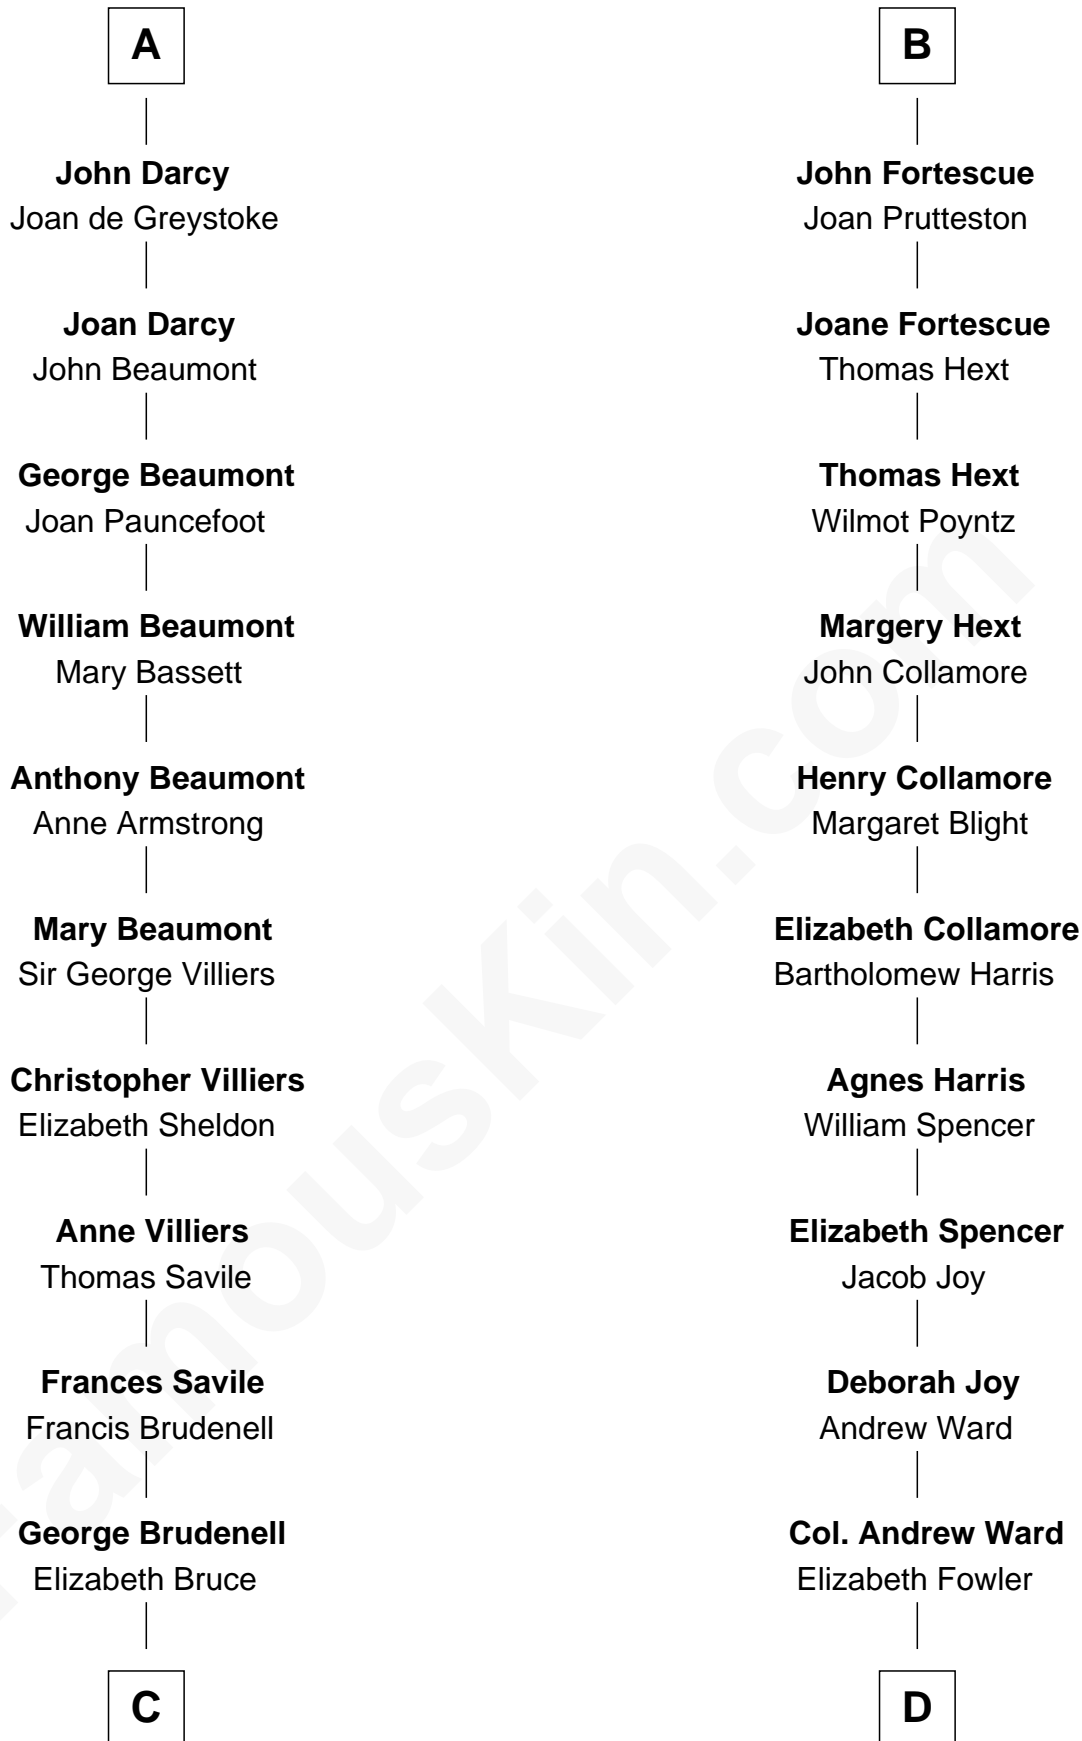 A
John Darcy
Joan de Greystoke
Joan Darcy
John Beaumont
George Beaumont
Joan Pauncefoot
William Beaumont
Mary Bassett
Anthony Beaumont
Anne Armstrong
Mary Beaumont
Sir George Villiers
Christopher Villiers
Elizabeth Sheldon
Anne Villiers
Thomas Savile
Frances Savile
Francis Brudenell
George Brudenell
Elizabeth Bruce
C
B
John Fortescue
Joan Prutteston
Joane Fortescue
Thomas Hext
Thomas Hext
Wilmot Poyntz
Margery Hext
John Collamore
Henry Collamore
Margaret Blight
Elizabeth Collamore
Bartholomew Harris
Agnes Harris
William Spencer
Elizabeth Spencer
Jacob Joy
Deborah Joy
Andrew Ward
Col. Andrew Ward
Elizabeth Fowler
D
FamousKin.com